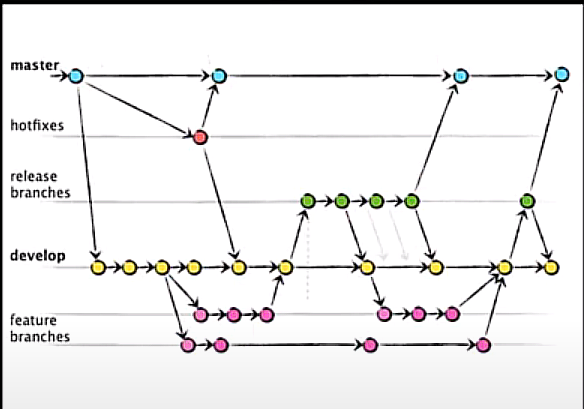 master
hotfixes
release
branches
develop
feature
branches